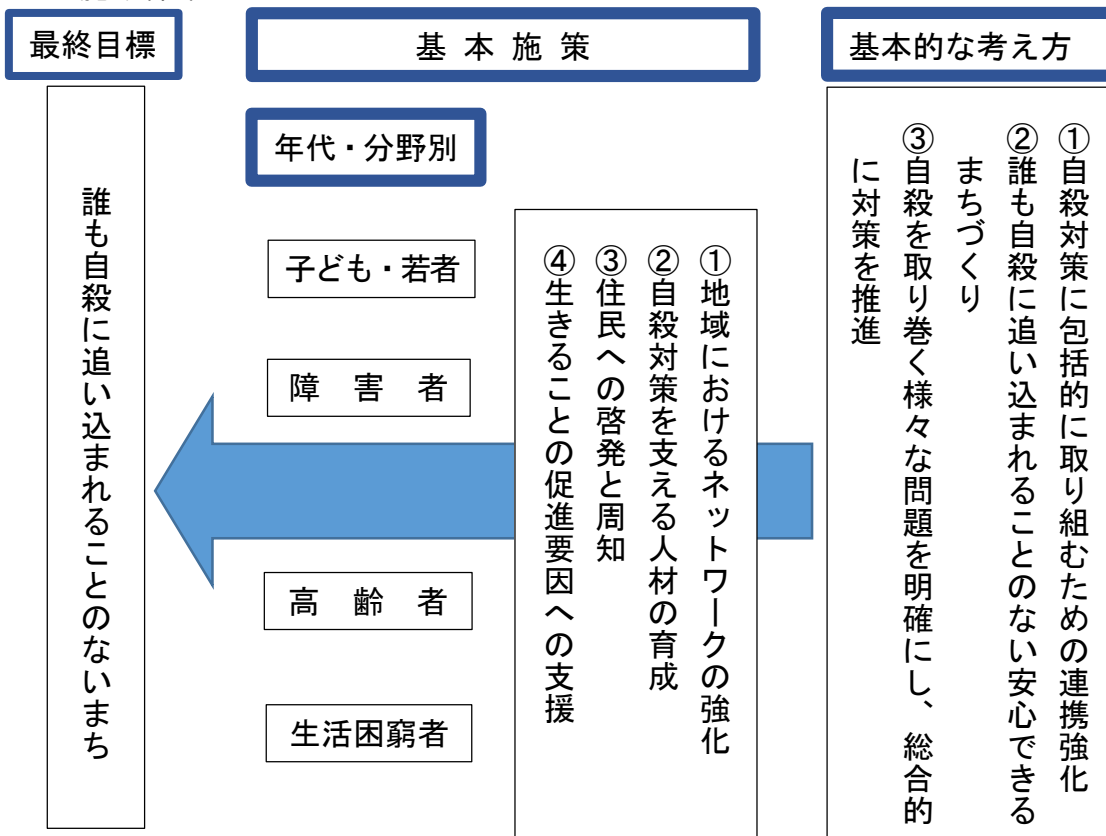 最終目標
基本施策
基本的な考え方
年代・分野別
①自殺対策に包括的に取り組むための連携強化
②誰も自殺に追い込まれることのない安心できる
まちづくり
③自殺を取り巻く様々な問題を明確にし、総合的
に対策を推進
①地域におけるネットワークの強化
②自殺対策を支える人材の育成
③住民への啓発と周知
④生きることの促進要因への支援
子ども・若者
障害者
高齢者
生活困窮者
誰も自殺に追い込まれることのないまち